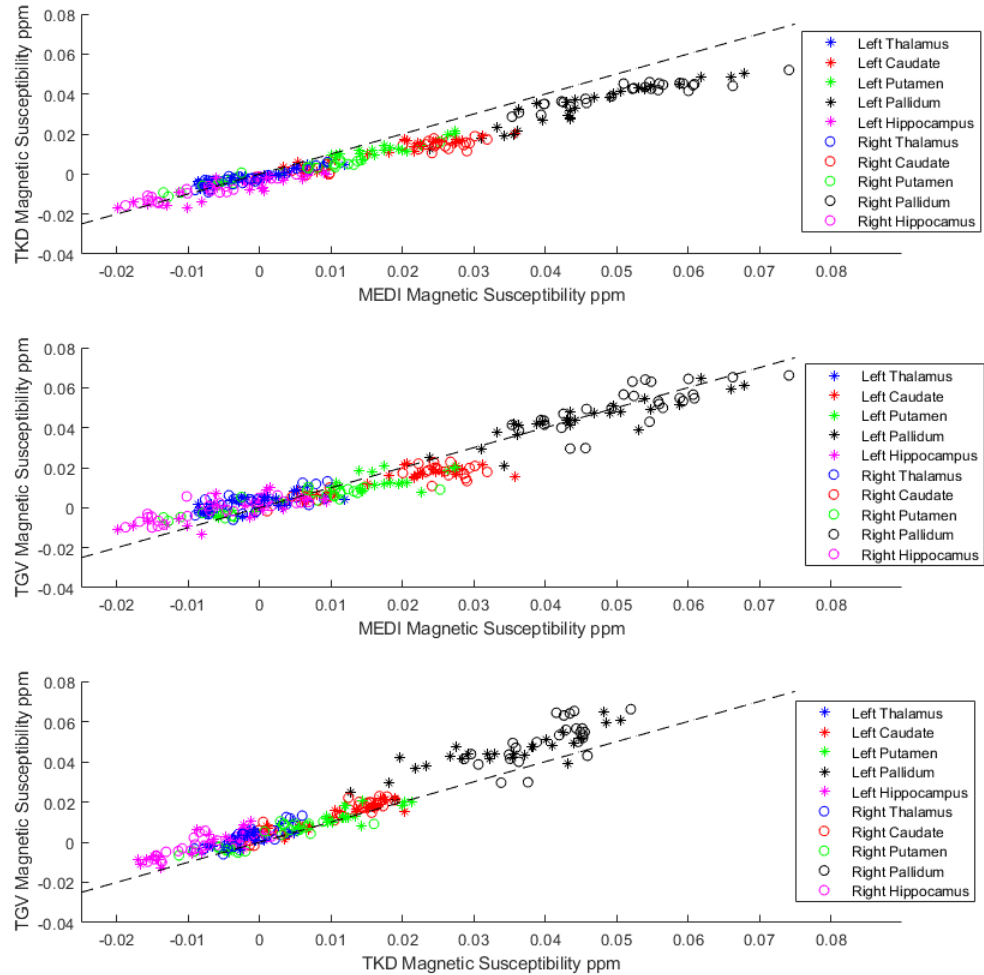 0.08
0.06
0.04
0.02
0
-0.02
-0.04
TKD Magnetic Susceptibility ppm
-0.02 -0.01 0 0.01 0.02 0.03 0.04 0.05 0.06 0.07 0.08
MEDI Magnetic Susceptibility ppm
Left Thalamus
Left Caudate
Left Putamen
Left Pallidum
Left Hippocampus
Right Thalamus
Right Caudate
Right Putamen
Right Pallidum
Right Hippocamus
0.08
0.06
0.04
0.02
0
-0.02
-0.04
TGV Magnetic Susceptibility ppm
-0.02 -0.01 0 0.01 0.02 0.03 0.04 0.05 0.06 0.07 0.08
MEDI Magnetic Susceptibility ppm
Left Thalamus
Left Caudate
Left Putamen
Left Pallidum
Left Hippocampus
Right Thalamus
Right Caudate
Right Putamen
Right Pallidum
Right Hippocamus
0.08
0.06
0.04
0.02
0
-0.02
-0.04
TGV Magnetic Susceptibility ppm
-0.02 -0.01 0 0.01 0.02 0.03 0.04 0.05 0.06 0.07 0.08
TKD Magnetic Susceptibility ppm
Left Thalamus
Left Caudate
Left Putamen
Left Pallidum
Left Hippocampus
Right Thalamus
Right Caudate
Right Putamen
Right Pallidum
Right Hippocamus